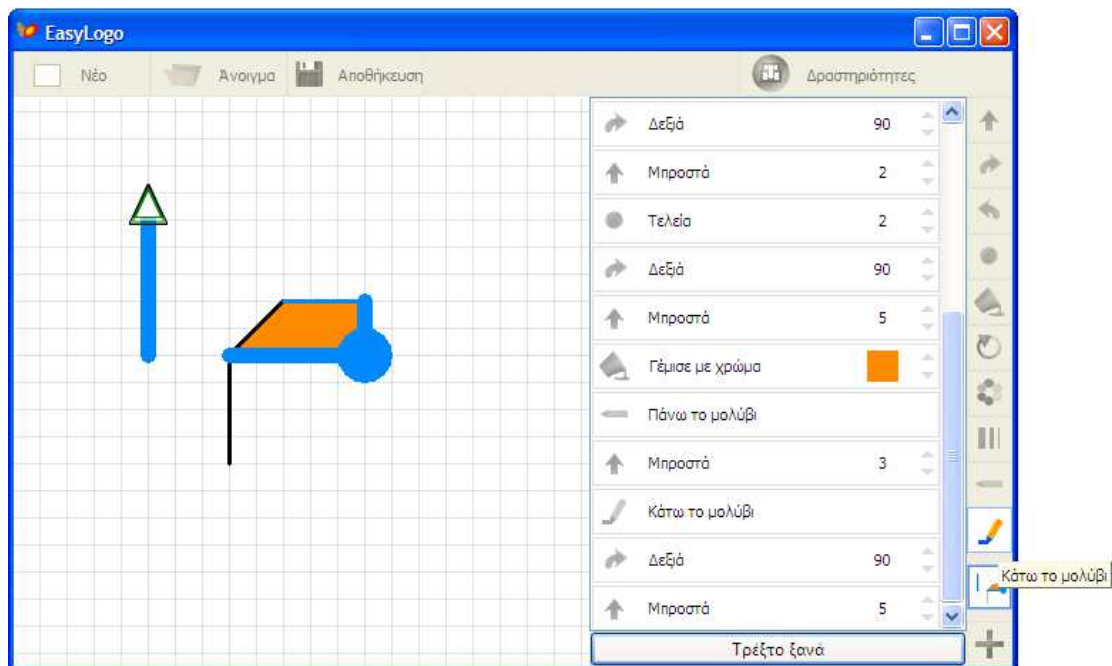 EasyLogo
Νέο Άνοιγμα Αποθήκευση Δραστηριότητες
Δεξιά 90
Μπροστά 2
Τελεία 2
Δεξιά 90
Μπροστά 5
Γέμισε με χρώμα
Πάνω το μολύβι
Μπροστά 3
Κάτω το μολύβι
Δεξιά 90
Κάτω το μολύβι
Μπροστά 5
Τρέξτο ξανά